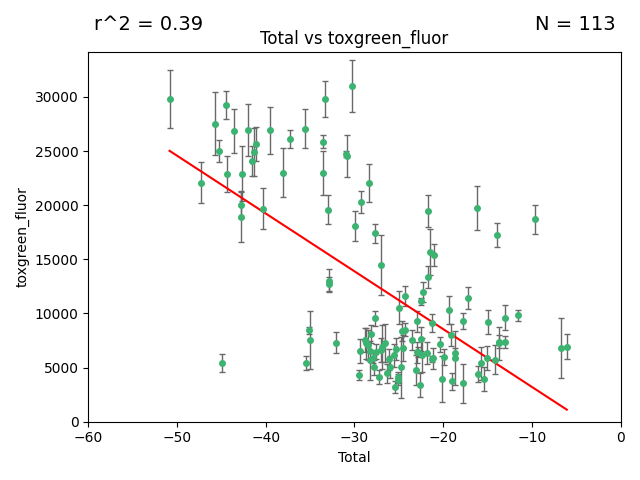 r^2 = 0.39
N = 113
Total vs toxgreen_fluor
30000
25000
20000
15000
10000
5000
0
toxgreen_fluor
−60
−50
−40
−30
−20
−10
0
Total